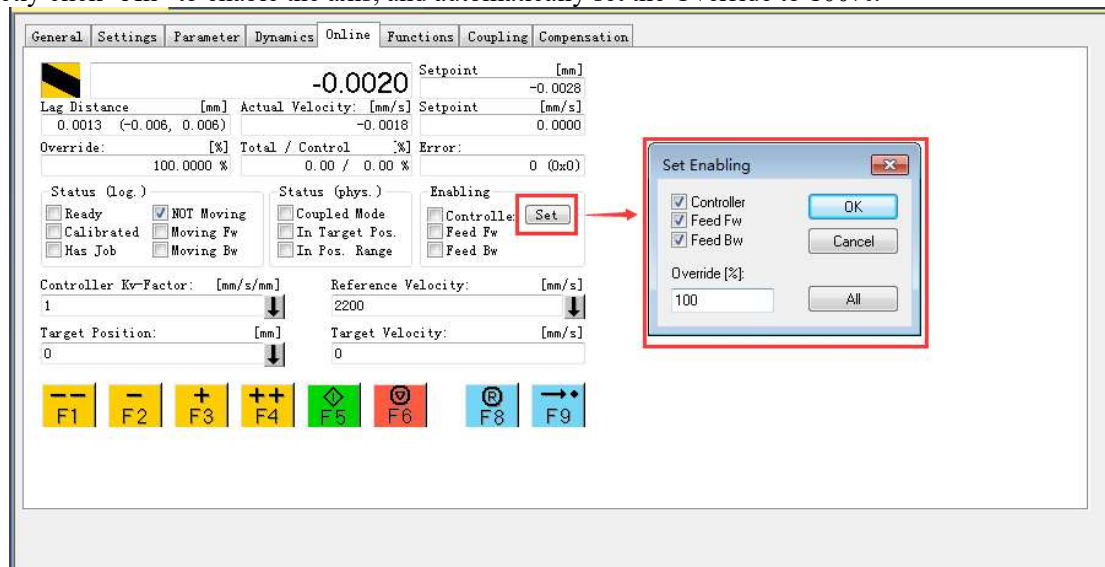 General Settings Parameter Dynamics Online Functions Coupling Compensation
-0.0020
Setpoint [mm]
-0.0028
Lag Distance [mm] Actual Velocity: [mm/s] Setpoint [mm/s]
0.0013 (-0.006, 0.006) -0.0018 0.0000
Override: [%] Total / Control [%] Error:
100.0000 % 0.00 / 0.00 % 0 (0x0)
Status (log.) Status (phys.) Enabling
Ready NOT Moving Coupled Mode Controlle Set
Calibrated Moving Fw In Target Pos. Feed Fw
Has Job Moving Bw In Pos. Range Feed Bw
Controller Kv-Factor: [mm/s/mm] Reference Velocity: [mm/s]
1 2200
Target Position: [mm] Target Velocity: [mm/s]
0 0
-- - + ++ R
F1 F2 F3 F4 F5 F6 F8 F9
Set Enabling
Controller OK
Feed Fw
Feed Bw Cancel
Override [%]:
100 All